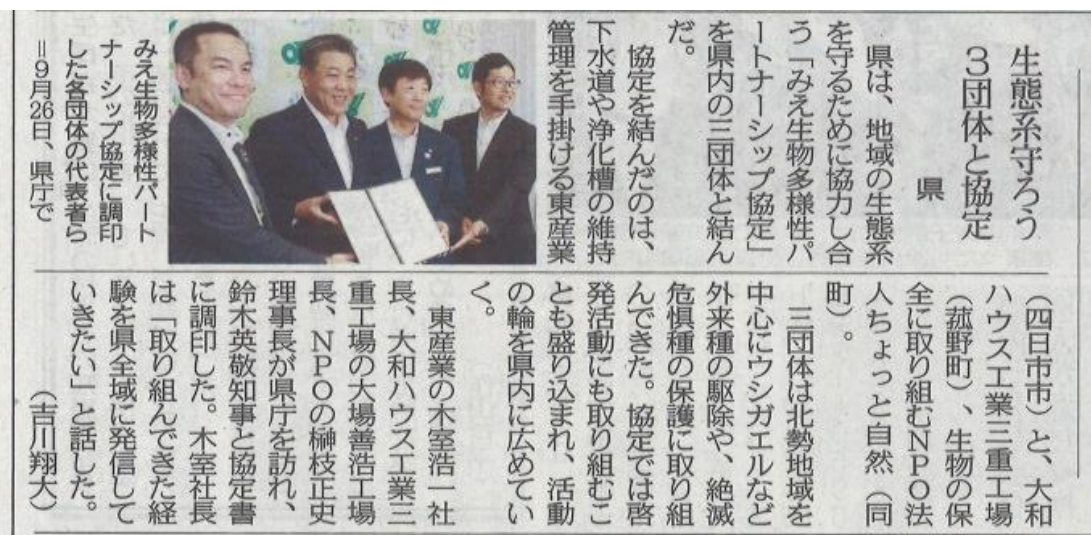 生態系守ろう
3団体と協定
県
県は、地域の生態系
を守るために協力し合
う「みえ生物多様性パ
ートナーシップ協定」
を県内の三団体と結ん
だ。
協定を結んだのは、
下水道や浄化槽の維持
管理を手掛ける東産業
(四日市市)と、大和
ハウス工業三重工場
(菰野町)、生物の保
全に取り組むNPO法
人ちょっと自然(同
町)。
三団体は北勢地域を
中心にウシガエルなど
外来種の駆除や、絶滅
危惧種の保護に取り組
んできた。協定では啓
発活動にも取り組むこ
とも盛り込まれ、活動
の輪を県内に広めてい
く。
東産業の木室浩一社
長、大和ハウス工業三
重工場の大場善浩工場
長、NPOの榊枝正史
理事長が県庁を訪れ、
鈴木英敬知事と協定書
に調印した。木室社長
は「取り組んできた経
験を県全域に発信して
いきたい」と話した。
(吉川翔大)
みえ生物多様性パート
ナーシップ協定に調印
した各団体の代表者ら
=9月26日、県庁で